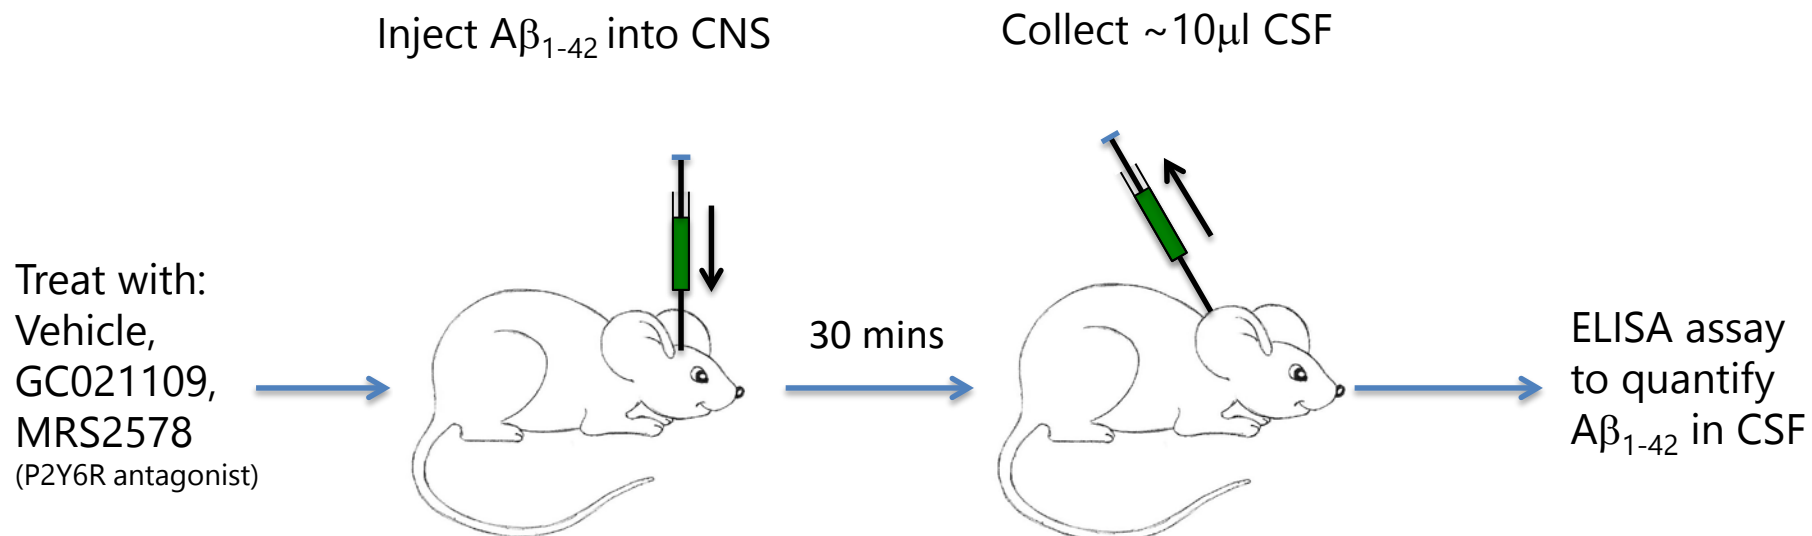 Inject Aβ1-42 into CNS
Collect ~10μl CSF
Treat with:
Vehicle,
GC021109,
MRS2578
(P2Y6R antagonist)
30 mins
ELISA assay
to quantify
Aβ1-42 in CSF